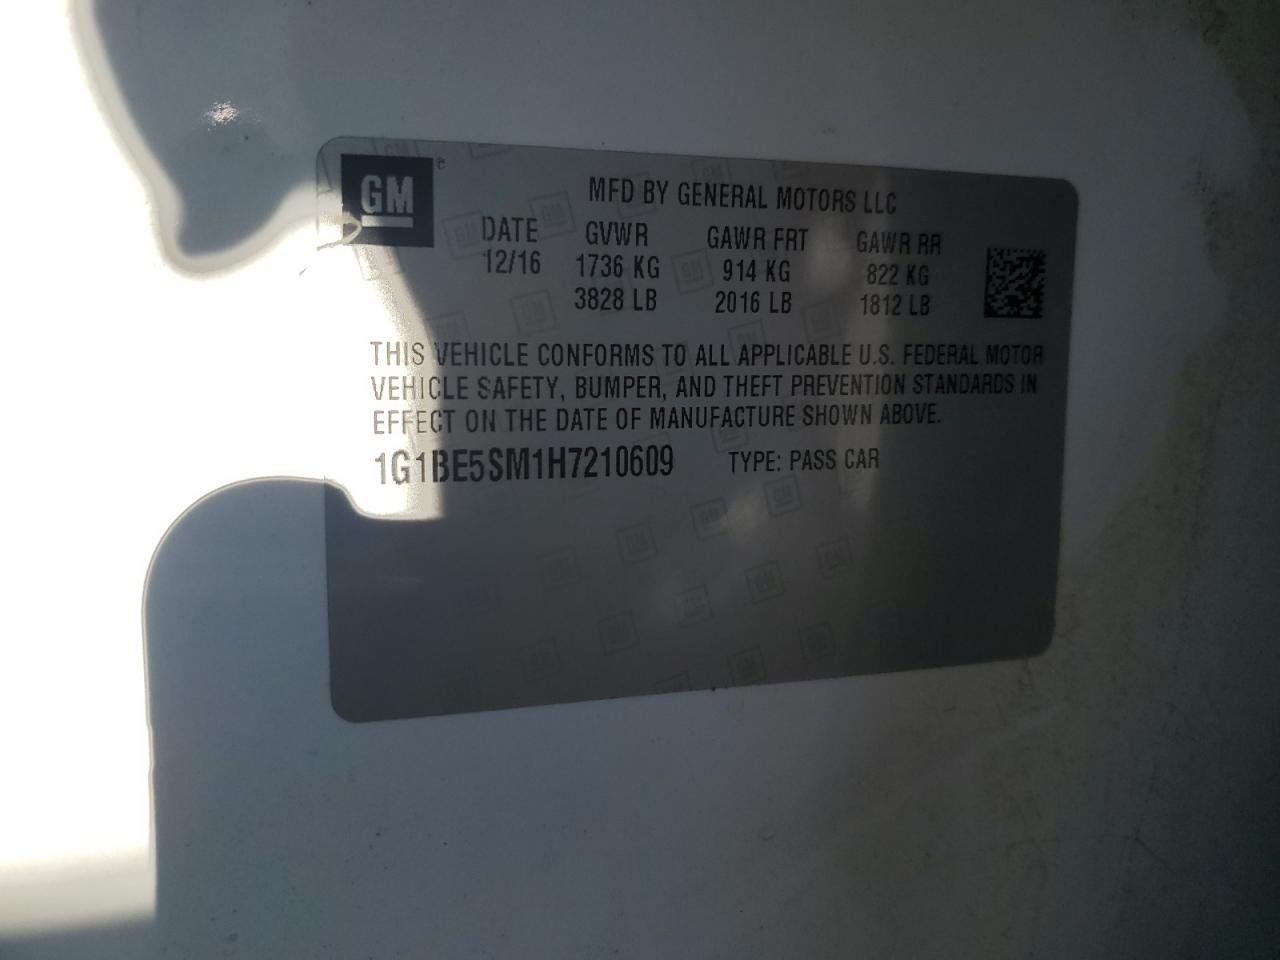 GM®
MFD BY GENERAL MOTORS LLC
DATE GVWR GAWR FRT GAWR RR
12/16 1736 KG 914 KG 822 KG
3828 LB 2016 LB 1812 LB
THIS VEHICLE CONFORMS TO ALL APPLICABLE U.S. FEDERAL MOTOR
VEHICLE SAFETY, BUMPER, AND THEFT PREVENTION STANDARDS IN
EFFECT ON THE DATE OF MANUFACTURE SHOWN ABOVE.
1G1BE5SM1H7210609 TYPE: PASS CAR